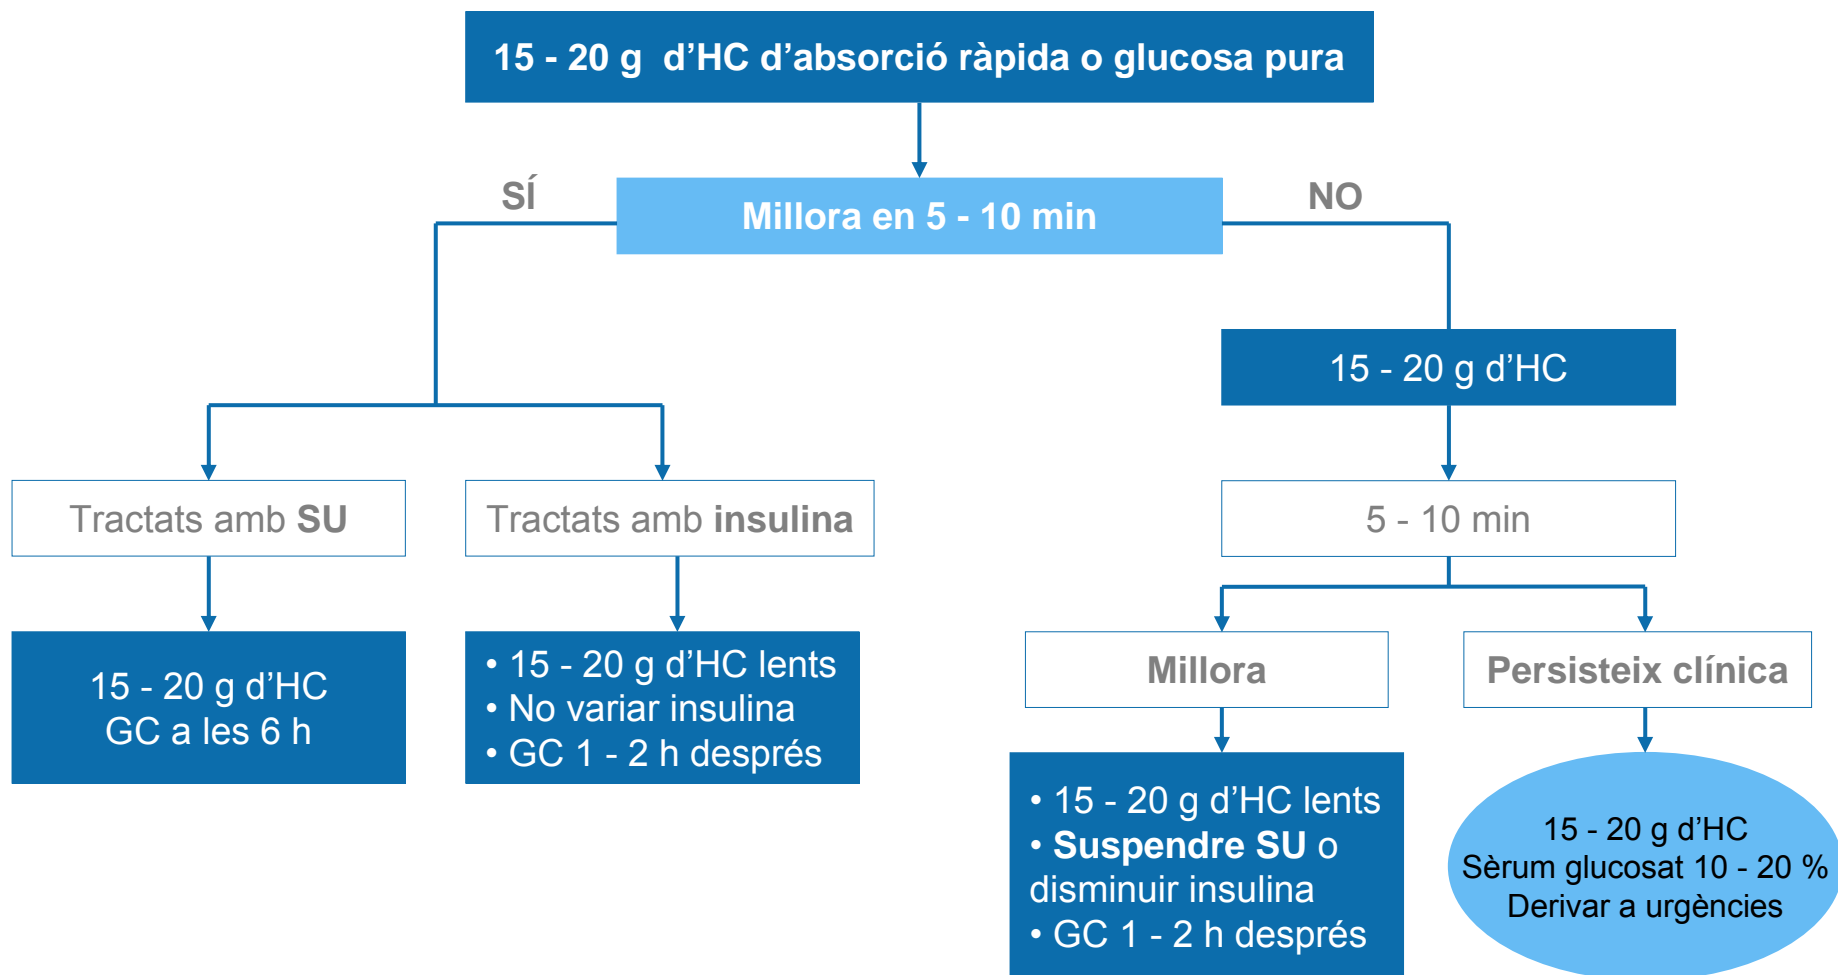 15 - 20 g d’HC d’absorció ràpida o glucosa pura
SÍ
Millora en 5 - 10 min
NO
15 - 20 g d’HC
Tractats amb SU
Tractats amb insulina
5 - 10 min
15 - 20 g d’HC
GC a les 6 h
• 15 - 20 g d’HC lents
• No variar insulina
• GC 1 - 2 h després
Millora
Persisteix clínica
• 15 - 20 g d’HC lents
• Suspendre SU o
disminuir insulina
• GC 1 - 2 h després
15 - 20 g d’HC
Sèrum glucosat 10 - 20 %
Derivar a urgències